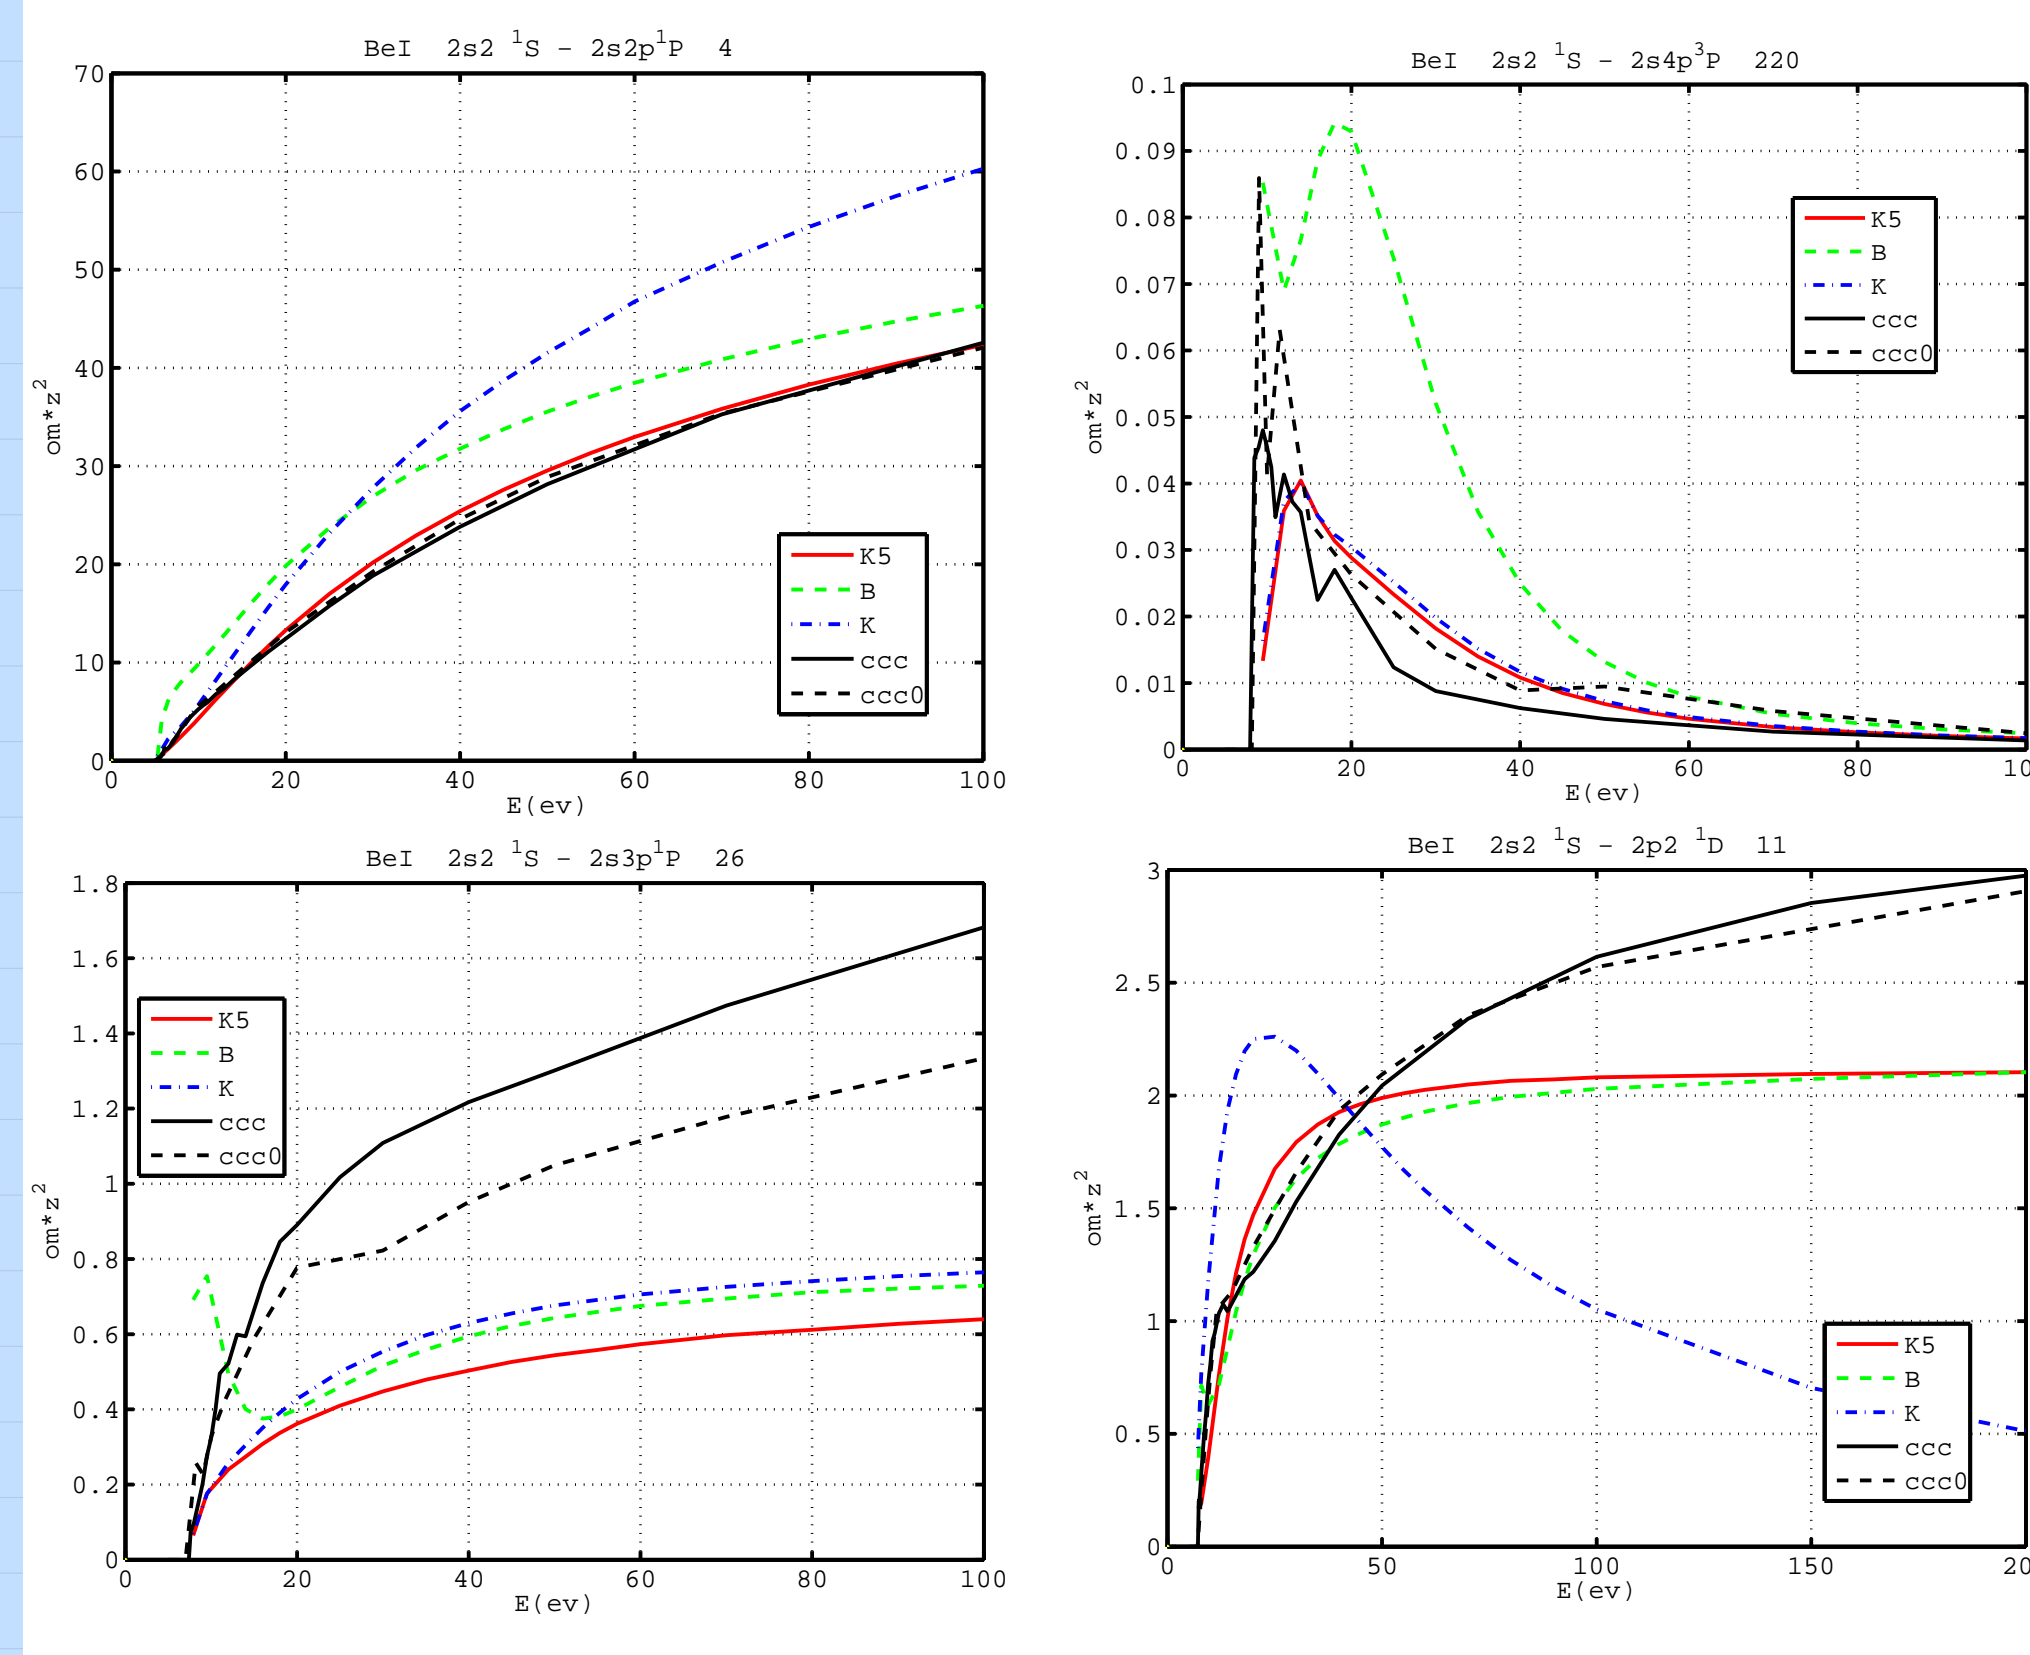 BeI 2s2 ¹S – 2s2p¹P 4
70
60
50
40
30
20
10
0
om*z²
0 20 40 60 80 100
E(ev)
K5
B
K
ccc
ccc0
BeI 2s2 ¹S – 2s4p³P 220
0.1
0.09
0.08
0.07
0.06
0.05
0.04
0.03
0.02
0.01
0
om*z²
0 20 40 60 80 10
E(ev)
K5
B
K
ccc
ccc0
BeI 2s2 ¹S – 2s3p¹P 26
1.8
1.6
1.4
1.2
1
0.8
0.6
0.4
0.2
0
om*z²
0 20 40 60 80 100
E(ev)
K5
B
K
ccc
ccc0
BeI 2s2 ¹S – 2p2 ¹D 11
3
2.5
2
1.5
1
0.5
0
om*z²
0 50 100 150 20
E(ev)
K5
B
K
ccc
ccc0